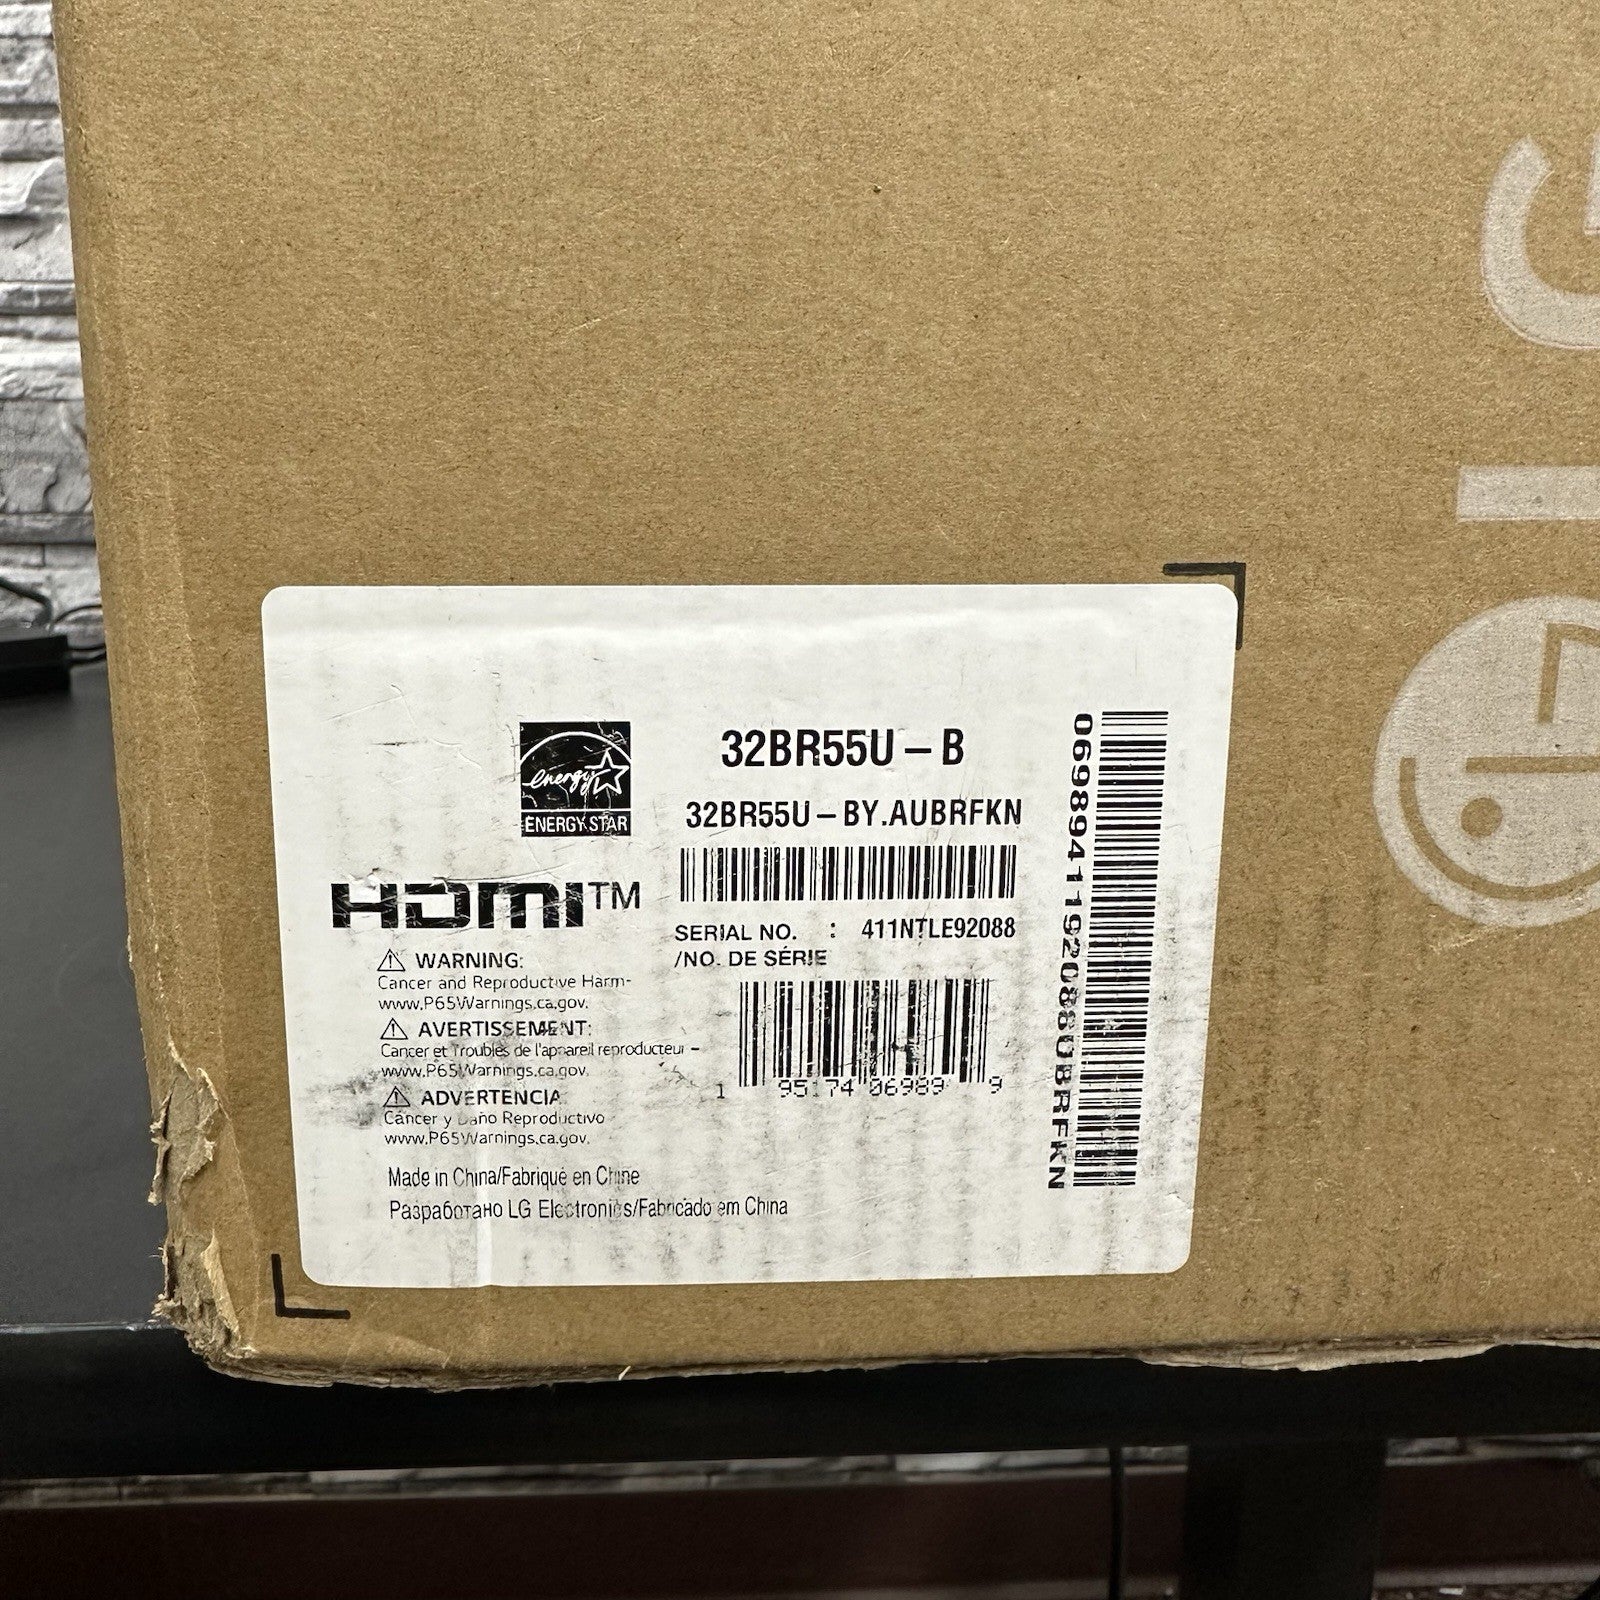 LG
energy
ENERGY STAR
32BR55U-B
32BR55U-BY.AUBRFKN
HDMI™
SERIAL NO. : 411NTLE92088
/NO. DE SÉRIE
WARNING:
Cancer and Reproductive Harm-
www.P65Warnings.ca.gov.
AVERTISSEMENT:
Cancer et Troubles de l'appareil reproducteur –
www.P65Warnings.ca.gov.
ADVERTENCIA
Cáncer y Daño Reproductivo
www.P65Warnings.ca.gov.
1 95174 06989 9
Made in China/Fabriqué en Chine
Разработано LG Electronics/Fabricado em China
0698941192088UBRFKN